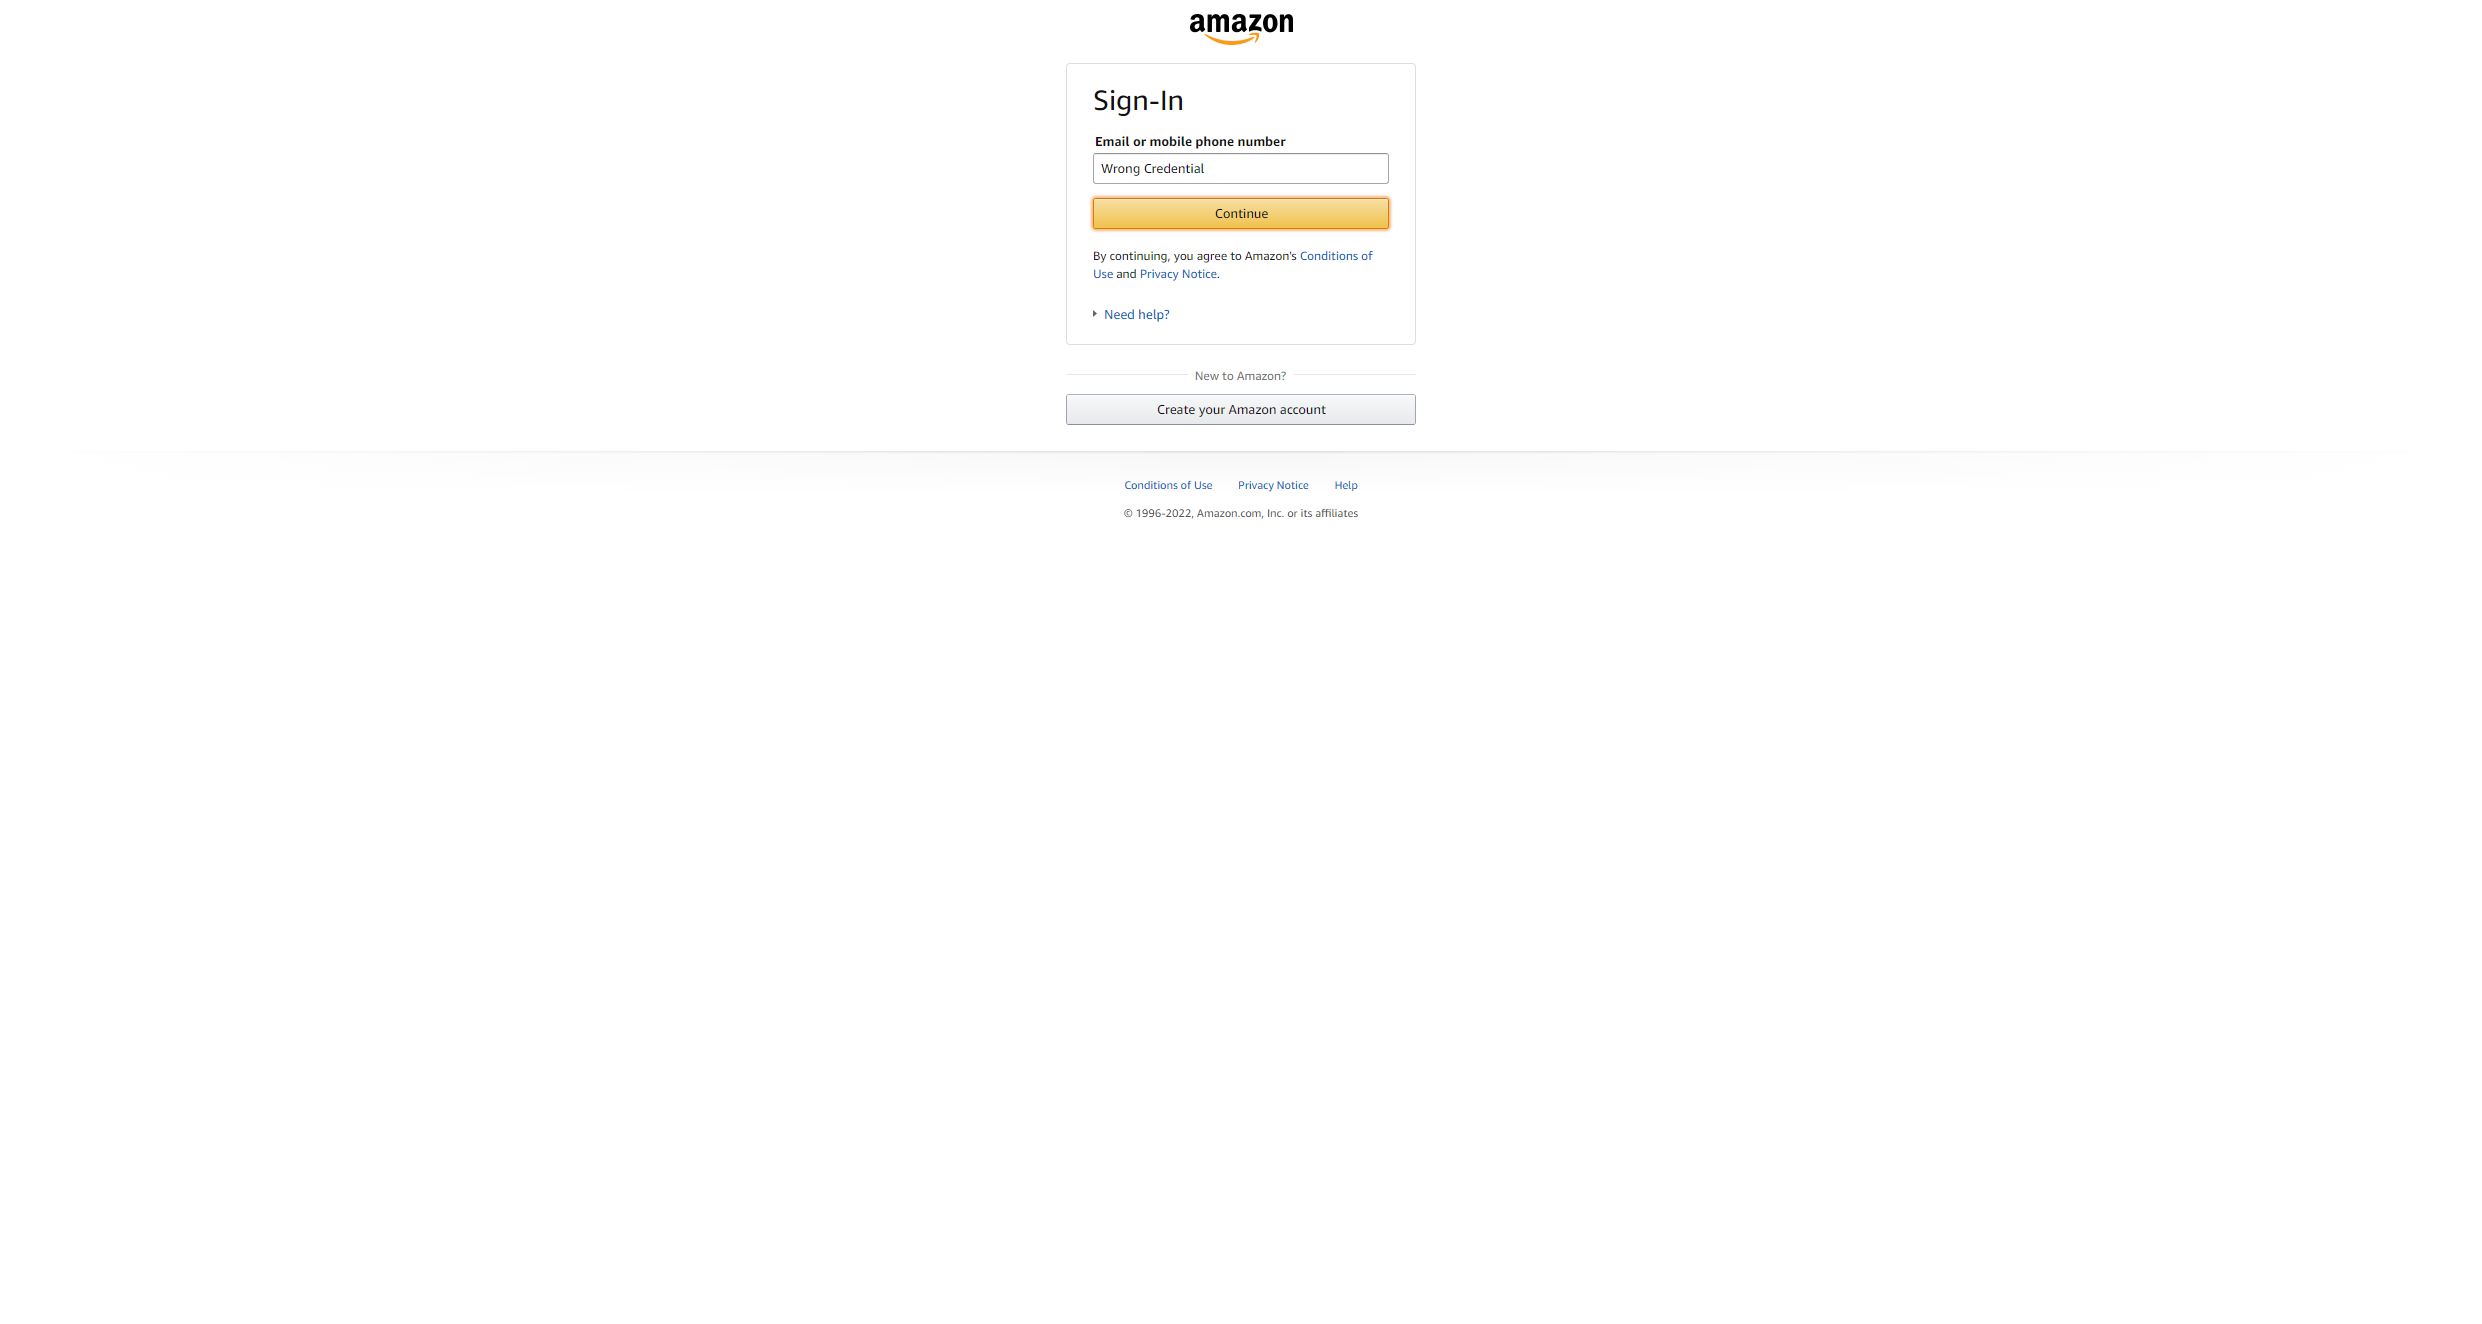 amazon
Sign-In
Email or mobile phone number
Wrong Credential
Continue
By continuing, you agree to Amazon's Conditions of
Use and Privacy Notice.
Need help?
New to Amazon?
Create your Amazon account
Conditions of Use Privacy Notice Help
© 1996-2022, Amazon.com, Inc. or its affiliates